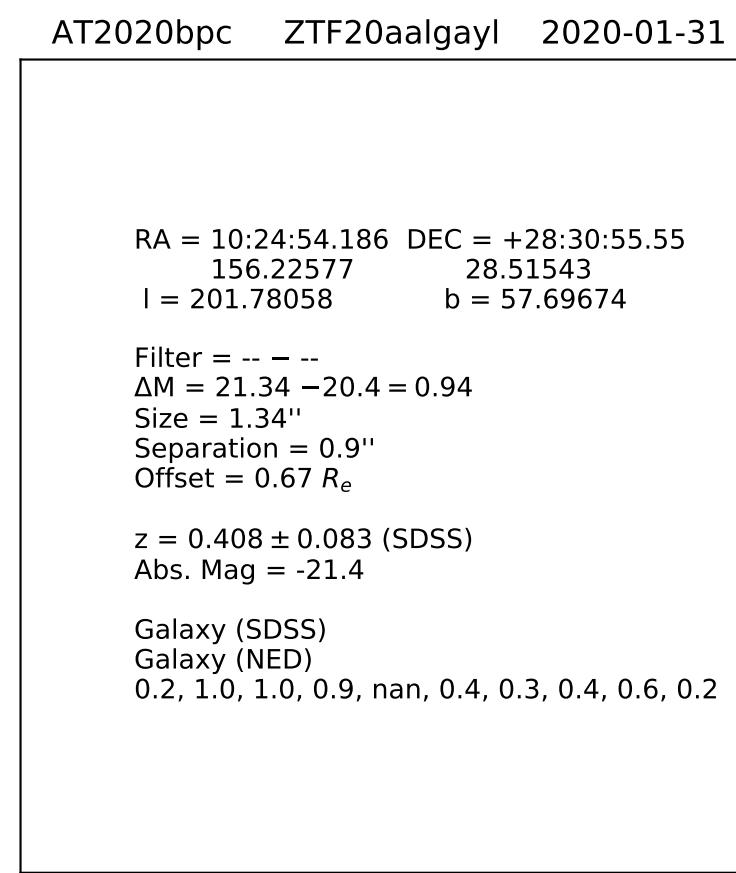 AT2020bpc ZTF20aalgayl 2020-01-31
RA = 10:24:54.186 DEC = +28:30:55.55
156.22577 28.51543
l = 201.78058 b = 57.69674
Filter = -- − --
ΔM = 21.34 −20.4 = 0.94
Size = 1.34''
Separation = 0.9''
Offset = 0.67 Re
z = 0.408 ± 0.083 (SDSS)
Abs. Mag = -21.4
Galaxy (SDSS)
Galaxy (NED)
0.2, 1.0, 1.0, 0.9, nan, 0.4, 0.3, 0.4, 0.6, 0.2